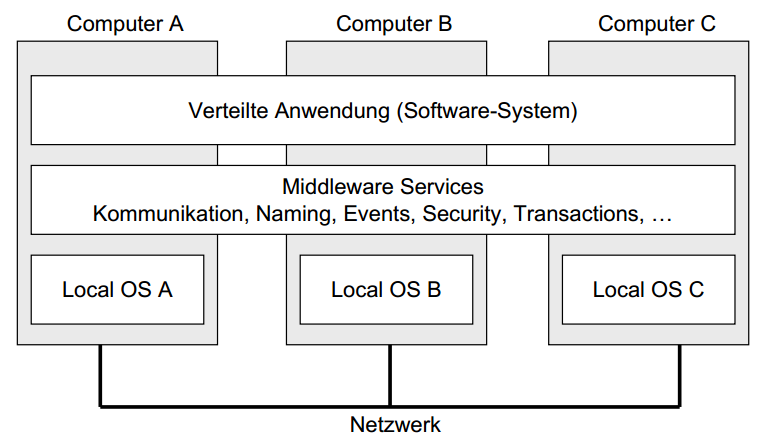 Computer A
Computer B
Computer C
Verteilte Anwendung (Software-System)
Middleware Services
Kommunikation, Naming, Events, Security, Transactions, …
Local OS A
Local OS B
Local OS C
Netzwerk